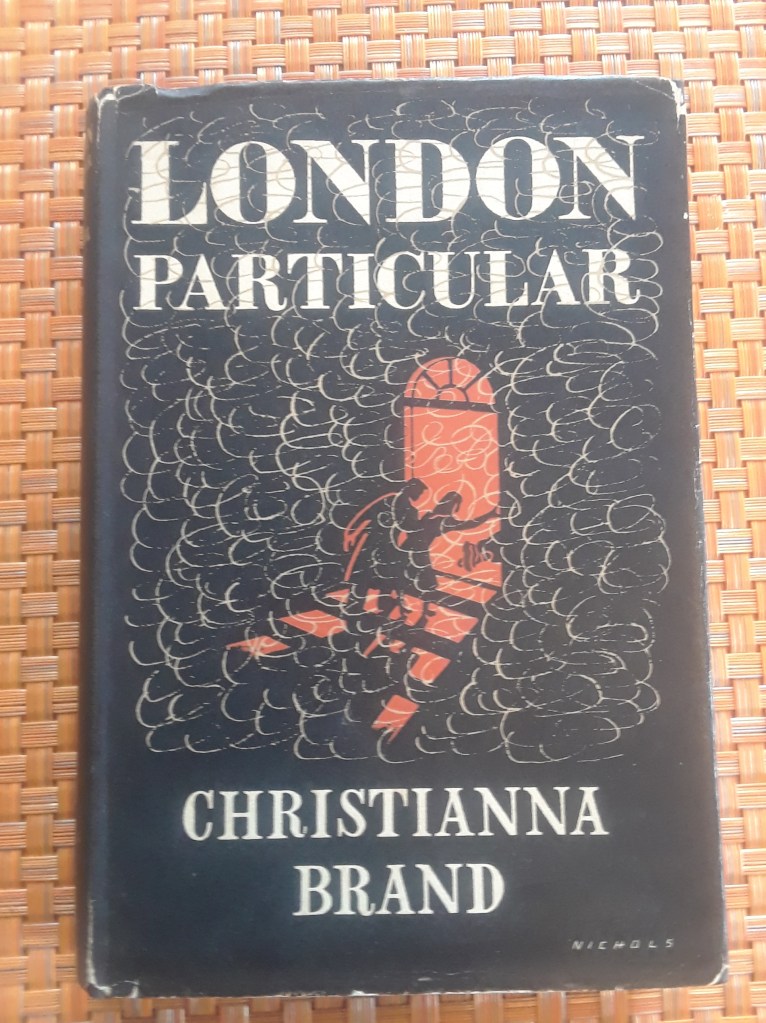 LONDON
PARTICULAR
CHRISTIANNA
BRAND
NICHOLS